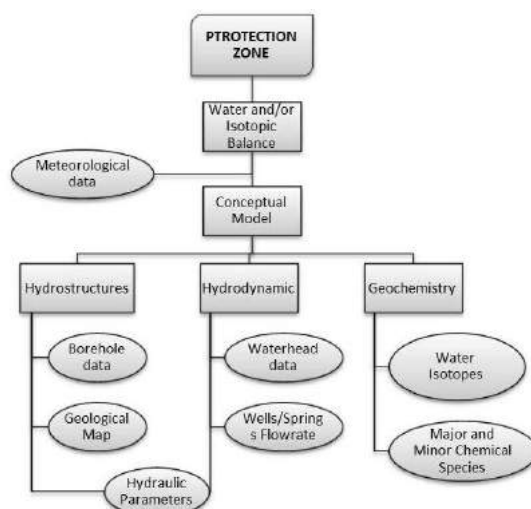 PTROTECTION
ZONE
Water and/or
Isotopic
Balance
Meteorological
data
Conceptual
Model
Hydrostructures
Hydrodynamic
Geochemistry
Borehole
data
Waterhead
data
Water
Isotopes
Geological
Map
Wells/Spring
s Flowrate
Major and
Minor Chemical
Species
Hydraulic
Parameters